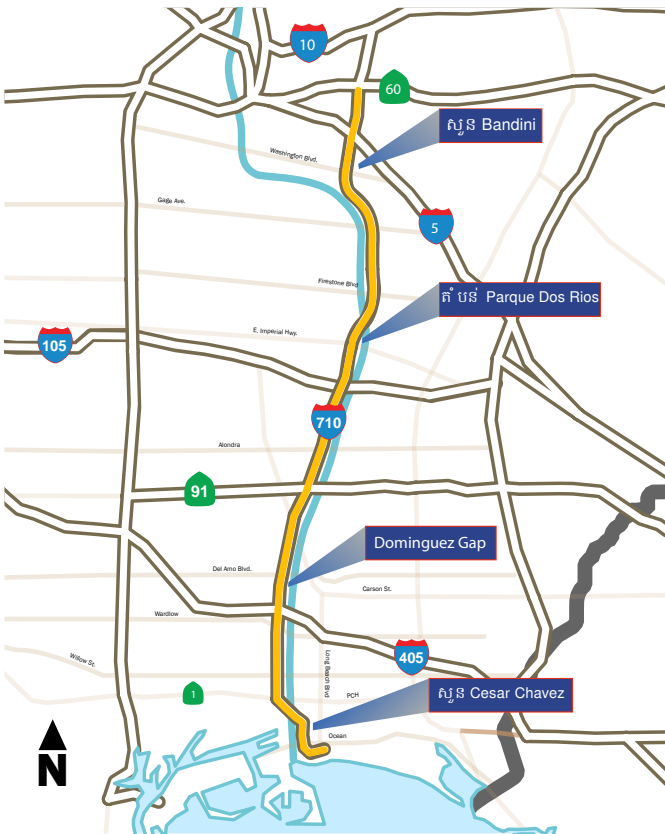 10
60
សួន Bandini
Washington Blvd.
Gage Ave.
5
Firestone Blvd
តំបន់ Parque Dos Rios
E. Imperial Hwy.
105
710
Alondra
91
Dominguez Gap
Del Amo Blvd.
Carson St.
Wardlow
Long Beach Blvd
405
Willow St.
1
PCH
សួន Cesar Chavez
Ocean
N